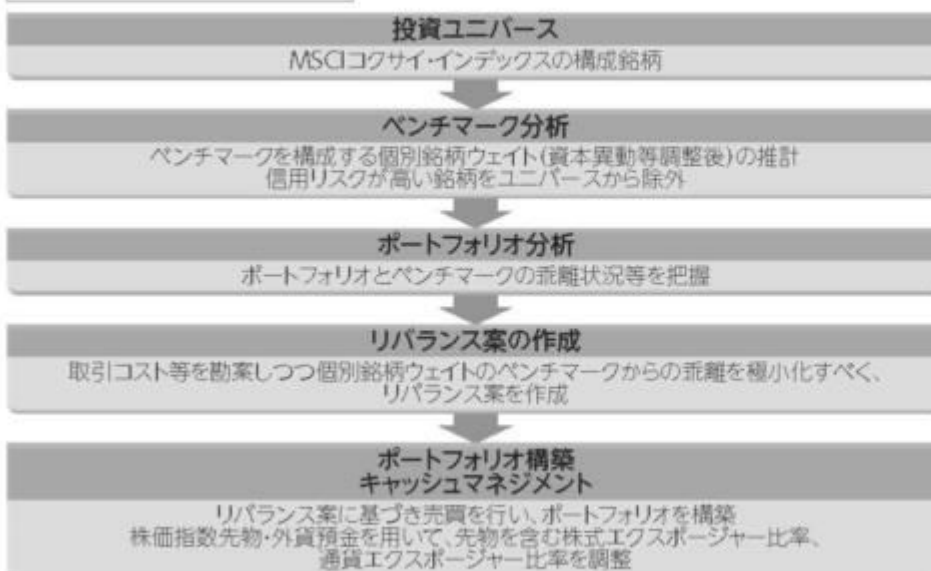 投資ユニバース
MSCIコクサイ・インデックスの構成銘柄
ベンチマーク分析
ベンチマークを構成する個別銘柄ウェイト(資本異動等調整後)の推計
信用リスクが高い銘柄をユニバースから除外
ポートフォリオ分析
ポートフォリオとベンチマークの乖離状況等を把握
リバランス案の作成
取引コスト等を勘案しつつ個別銘柄ウェイトのベンチマークからの乖離を極小化すべく、
リバランス案を作成
ポートフォリオ構築
キャッシュマネジメント
リバランス案に基づき売買を行い、ポートフォリオを構築
株価指数先物・外貨預金を用いて、先物を含む株式エクスポージャー比率、
通貨エクスポージャー比率を調整